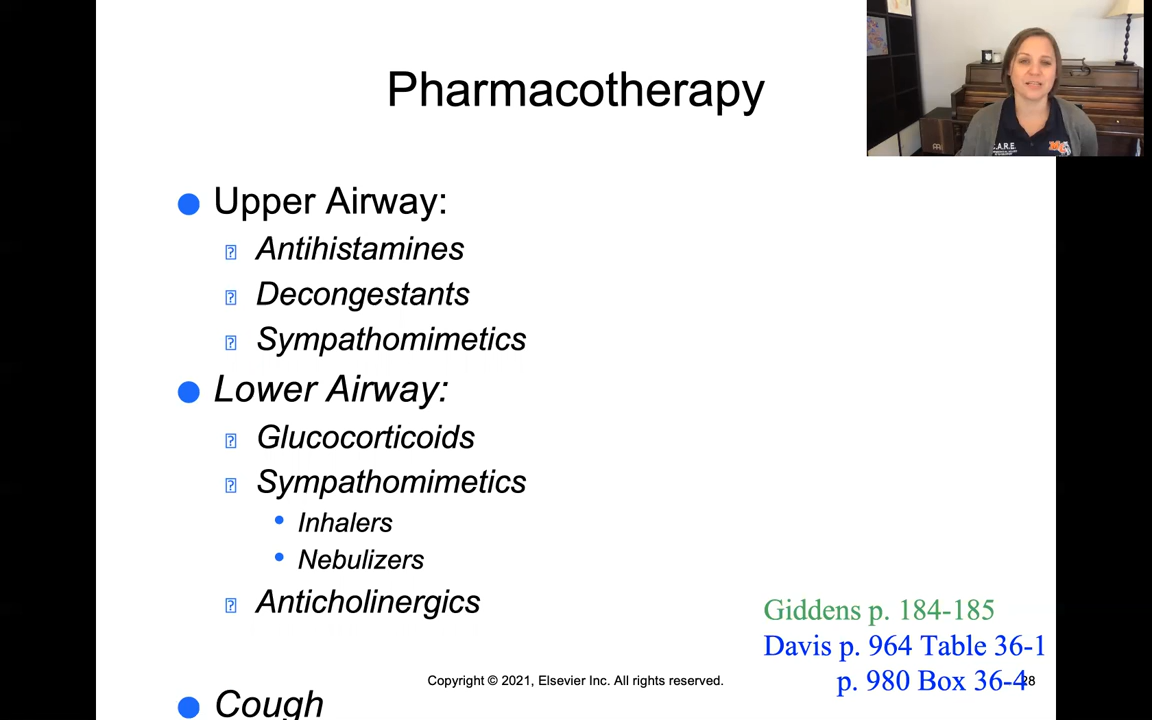 Pharmacotherapy
Upper Airway:
Antihistamines
Decongestants
Sympathomimetics
Lower Airway:
Glucocorticoids
Sympathomimetics
Inhalers
Nebulizers
Anticholinergics
Giddens p. 184-185
Davis p. 964 Table 36-1
p. 980 Box 36-4
Copyright © 2021, Elsevier Inc. All rights reserved.
28
Cough